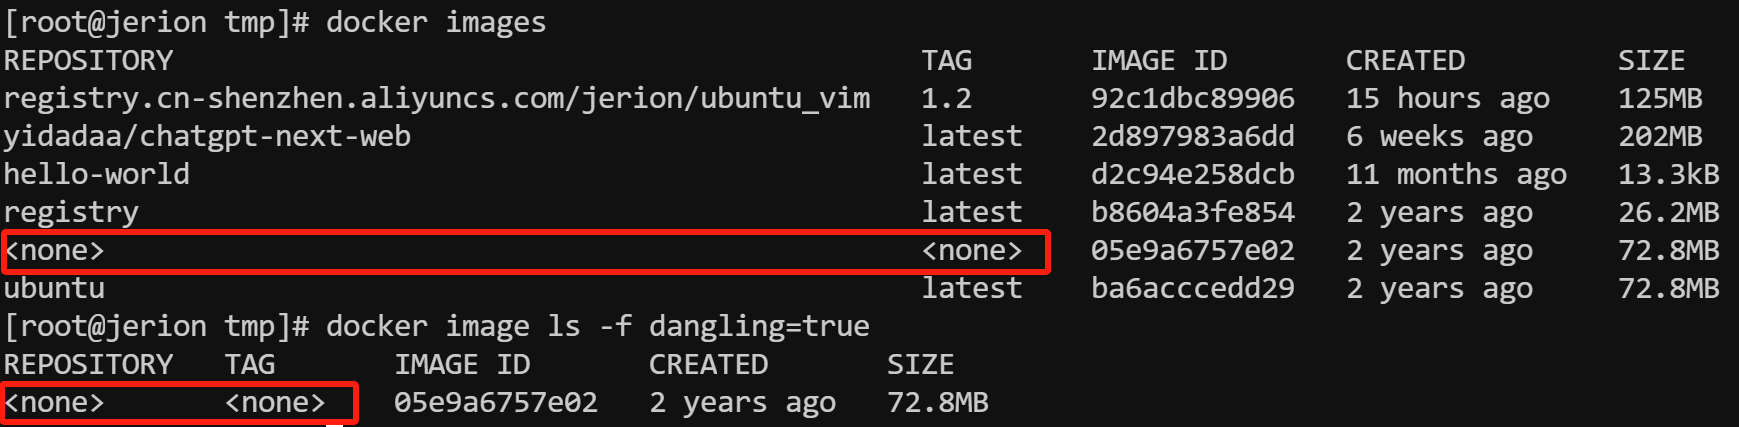 [root@jerion tmp]# docker images
REPOSITORY TAG IMAGE ID CREATED SIZE
registry.cn-shenzhen.aliyuncs.com/jerion/ubuntu_vim 1.2 92c1dbc89906 15 hours ago 125MB
yidadaa/chatgpt-next-web latest 2d897983a6dd 6 weeks ago 202MB
hello-world latest d2c94e258dcb 11 months ago 13.3kB
registry latest b8604a3fe854 2 years ago 26.2MB
<none> <none> 05e9a6757e02 2 years ago 72.8MB
ubuntu latest ba6acccedd29 2 years ago 72.8MB
[root@jerion tmp]# docker image ls -f dangling=true
REPOSITORY TAG IMAGE ID CREATED SIZE
<none> <none> 05e9a6757e02 2 years ago 72.8MB